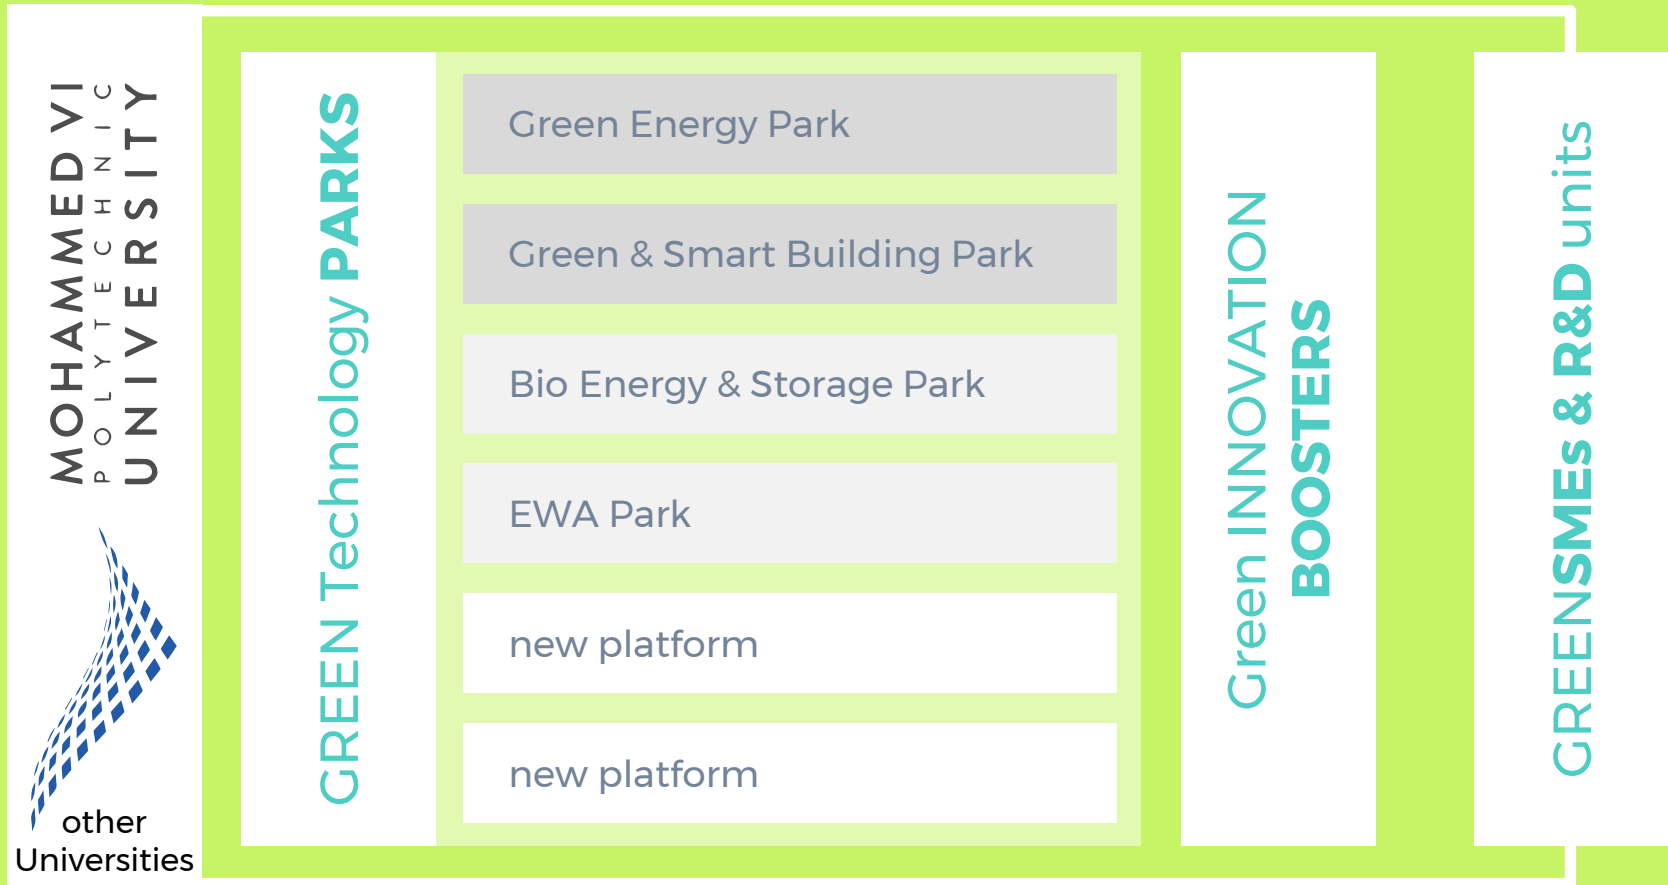 MOHAMMED VI
POLYTECHNIC
UNIVERSITY
other
Universities
GREEN Technology PARKS
Green Energy Park
Green & Smart Building Park
Bio Energy & Storage Park
EWA Park
new platform
new platform
Green INNOVATION
BOOSTERS
GREENSMEs & R&D units